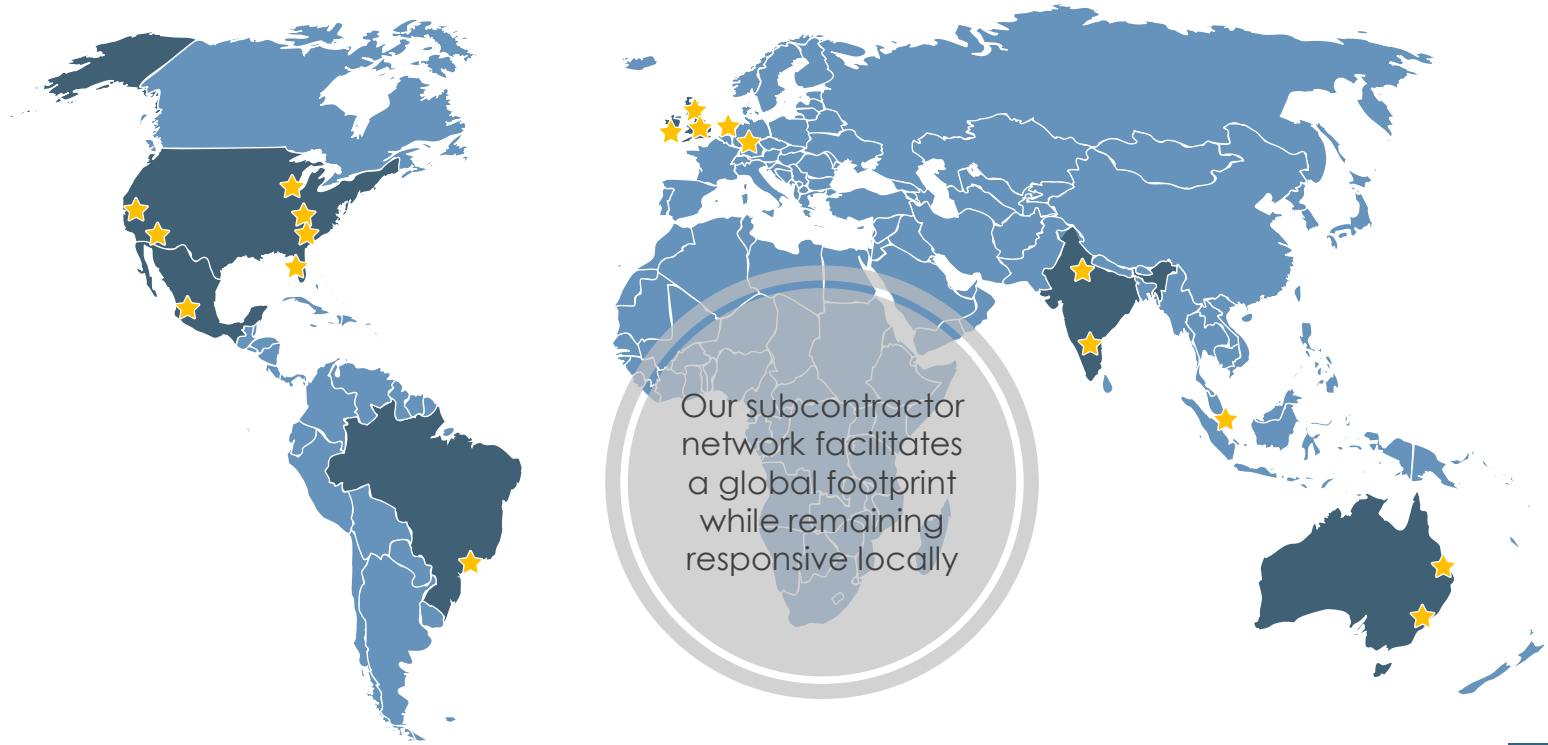 Our subcontractor
network facilitates
a global footprint
while remaining
responsive locally